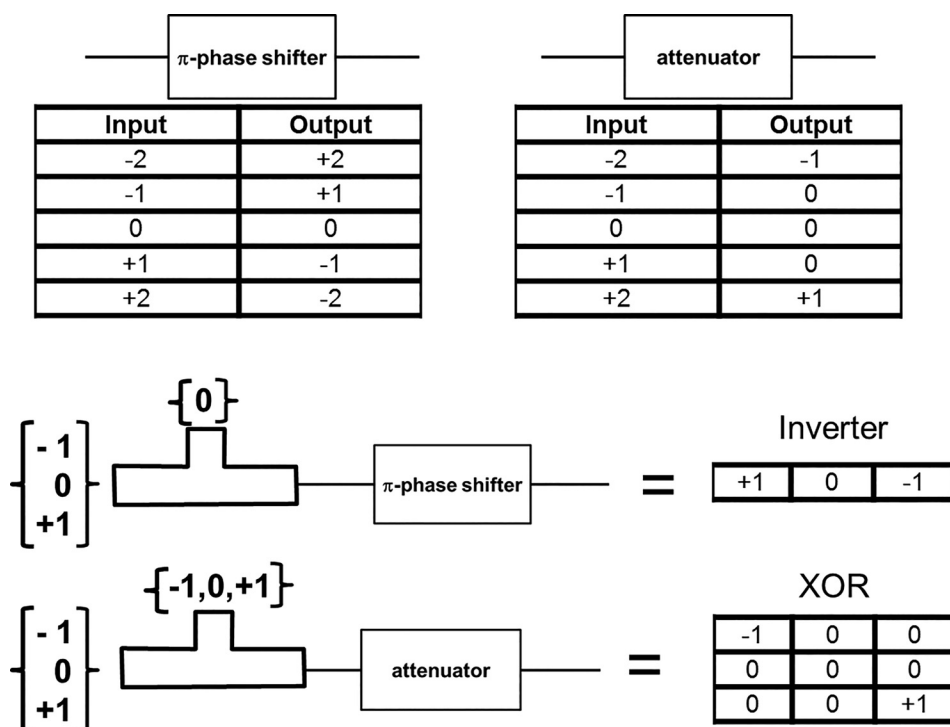 π-phase shifter
Input Output
-2 +2
-1 +1
0 0
+1 -1
+2 -2
attenuator
Input Output
-2 -1
-1 0
0 0
+1 0
+2 +1
{0}
{- 1
0
+1}
π-phase shifter
=
Inverter
+1 0 -1
{-1,0,+1}
{- 1
0
+1}
attenuator
=
XOR
-1 0 0
0 0 0
0 0 +1